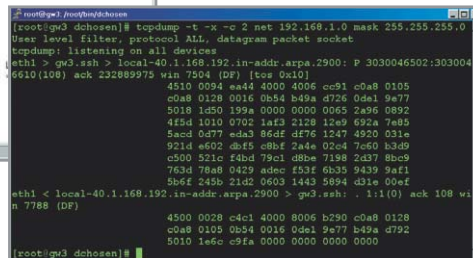 root@gw3: /root/bin/dchosen
[root@gw3 dchosen]# tcpdump -t -x -c 2 net 192.168.1.0 mask 255.255.255.0
User level filter, protocol ALL, datagram packet socket
tcpdump: listening on all devices
eth1 > gw3.ssh > local-40.1.168.192.in-addr.arpa.2900: P 3030046502:303004
6610(108) ack 232889975 win 7504 (DF) [tos 0x10]
4510 0094 ea44 4000 4006 cc91 c0a8 0105
c0a8 0128 0016 0b54 b49a d726 0de1 9e77
5018 1d50 199a 0000 0000 0065 2a96 0892
4f5d 1010 0702 1af3 2128 12e9 692a 7e85
5acd 0d77 eda3 86df df76 1247 4920 031e
921d e602 dbf5 c8bf 2a4e 02c4 7c60 b3d9
c500 521c f4bd 79c1 d8be 7198 2d37 8bc9
763d 78a8 0429 adec f53f 6b35 9439 9af1
5b6f 245b 21d2 0603 1443 5894 d31e 00ef
eth1 < local-40.1.168.192.in-addr.arpa.2900 > gw3.ssh: . 1:1(0) ack 108 wi
n 7788 (DF)
4500 0028 c4c1 4000 8006 b290 c0a8 0128
c0a8 0105 0b54 0016 0de1 9e77 b49a d792
5010 1e6c c9fa 0000 0000 0000 0000
[root@gw3 dchosen]#